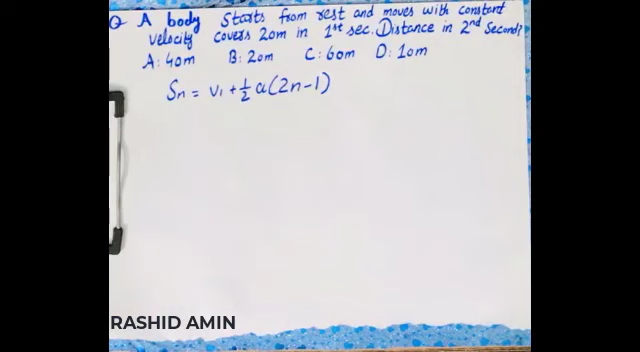 Q A body Starts from rest and moves with constant
velocity covers 20m in 1st sec. Distance in 2nd Second?
A: 40m B: 20m C: 60m D: 10m
Sn = V1 + 1/2 a(2n-1)
RASHID AMIN